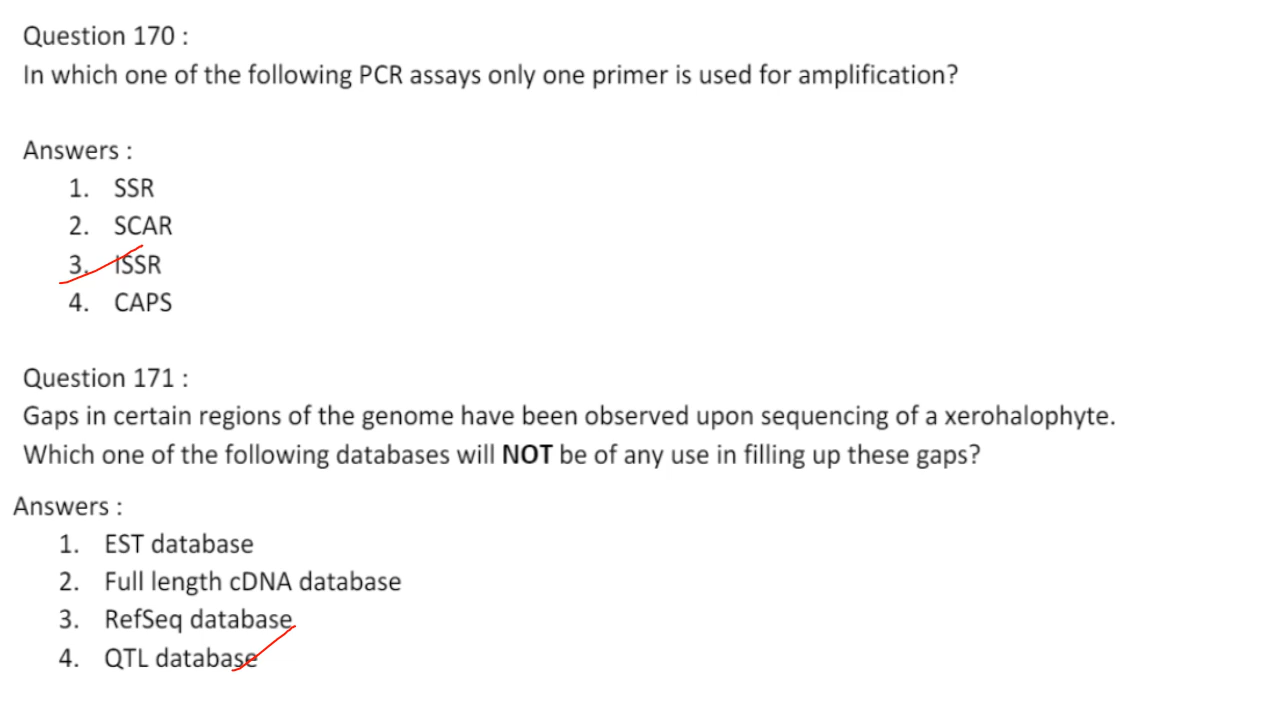 Question 170 :
In which one of the following PCR assays only one primer is used for amplification?
Answers :
1. SSR
2. SCAR
3. ISSR
4. CAPS
Question 171 :
Gaps in certain regions of the genome have been observed upon sequencing of a xerohalophyte.
Which one of the following databases will NOT be of any use in filling up these gaps?
Answers :
1. EST database
2. Full length cDNA database
3. RefSeq database
4. QTL database